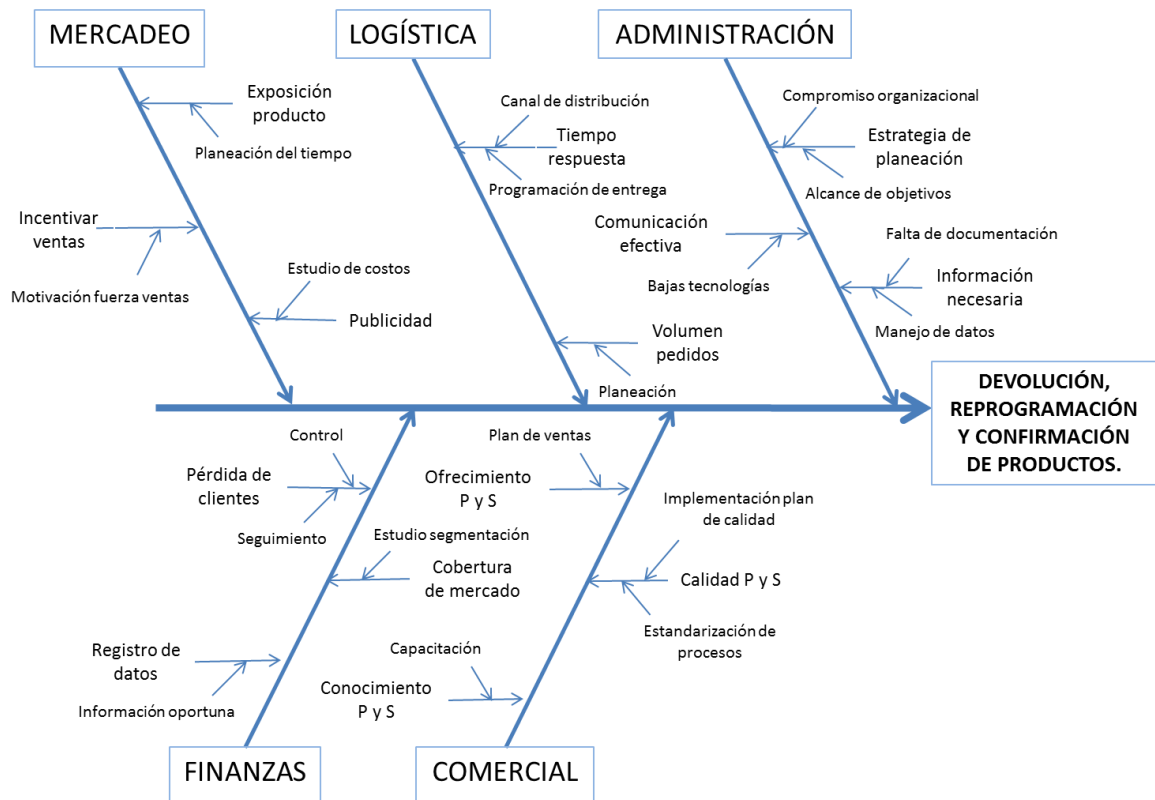 MERCADEO
LOGÍSTICA
ADMINISTRACIÓN
Exposición
producto
Planeación del tiempo
Incentivar
ventas
Motivación fuerza ventas
Estudio de costos
Publicidad
Canal de distribución
Tiempo
respuesta
Programación de entrega
Volumen
pedidos
Planeación
Compromiso organizacional
Estrategia de
planeación
Alcance de objetivos
Comunicación
efectiva
Bajas tecnologías
Falta de documentación
Información
necesaria
Manejo de datos
DEVOLUCIÓN,
REPROGRAMACIÓN
Y CONFIRMACIÓN
DE PRODUCTOS.
Control
Pérdida de
clientes
Seguimiento
Estudio segmentación
Cobertura
de mercado
Registro de
datos
Información oportuna
Plan de ventas
Ofrecimiento
P y S
Implementación plan
de calidad
Calidad P y S
Estandarización de
procesos
Capacitación
Conocimiento
P y S
FINANZAS
COMERCIAL